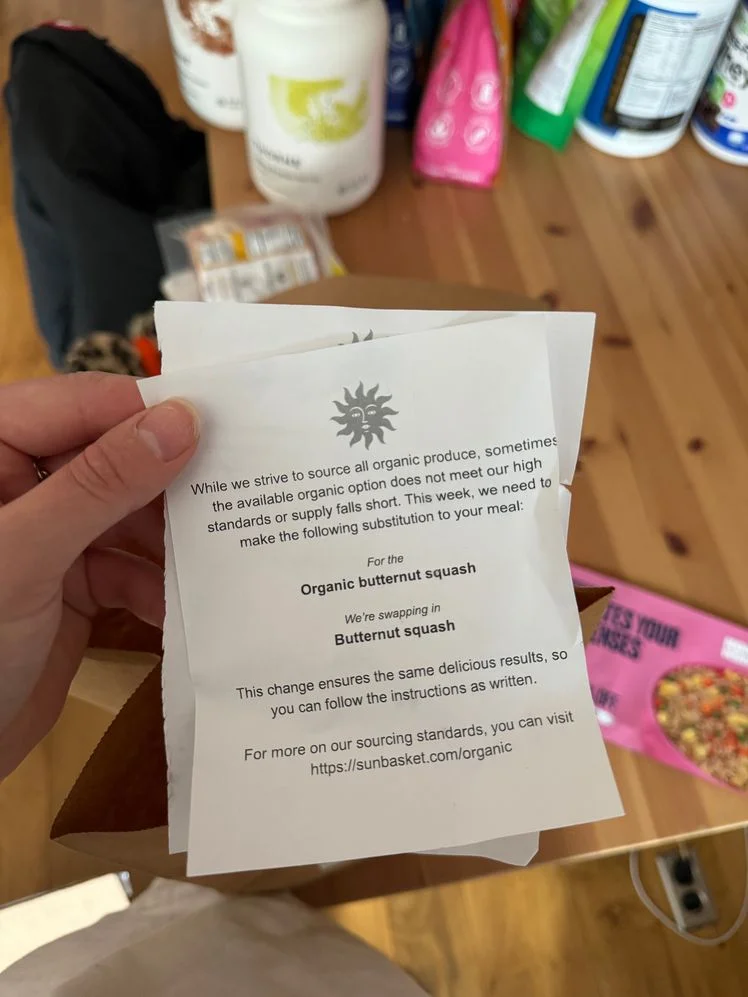 While we strive to source all organic produce, sometimes
the available organic option does not meet our high
standards or supply falls short. This week, we need to
make the following substitution to your meal:
For the
Organic butternut squash
We're swapping in
Butternut squash
This change ensures the same delicious results, so
you can follow the instructions as written.
For more on our sourcing standards, you can visit
https://sunbasket.com/organic
YOUR